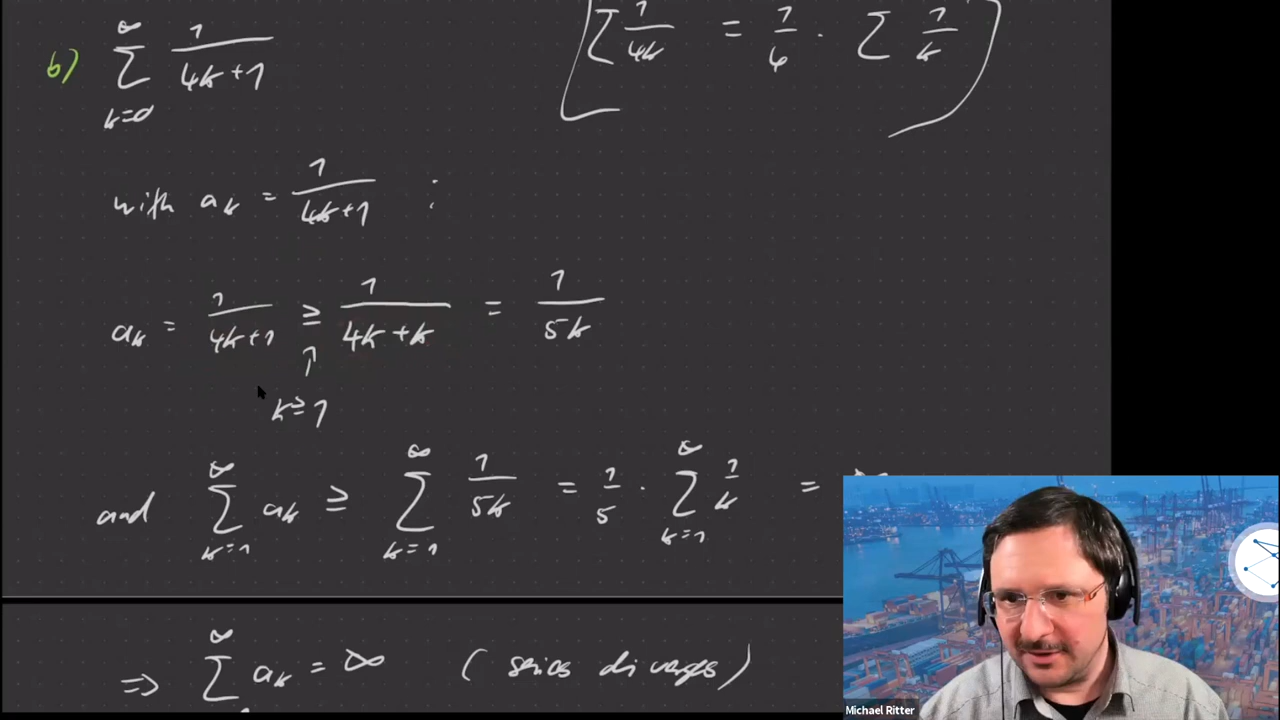 [∑ 1/4k = 1/4 · ∑ 1/k]
b) ∑_{k=0}^{∞} 1/(4k+1)
with a_k = 1/(4k+1) :
a_k = 1/(4k+1) ≥ 1/(4k+k) = 1/5k
↑
k≥1
and ∑_{k=1}^{∞} a_k ≥ ∑_{k=1}^{∞} 1/5k = 1/5 · ∑_{k=1}^{∞} 1/k = ∞
⇒ ∑^{∞} a_k = ∞ (series diverges)
Michael Ritter